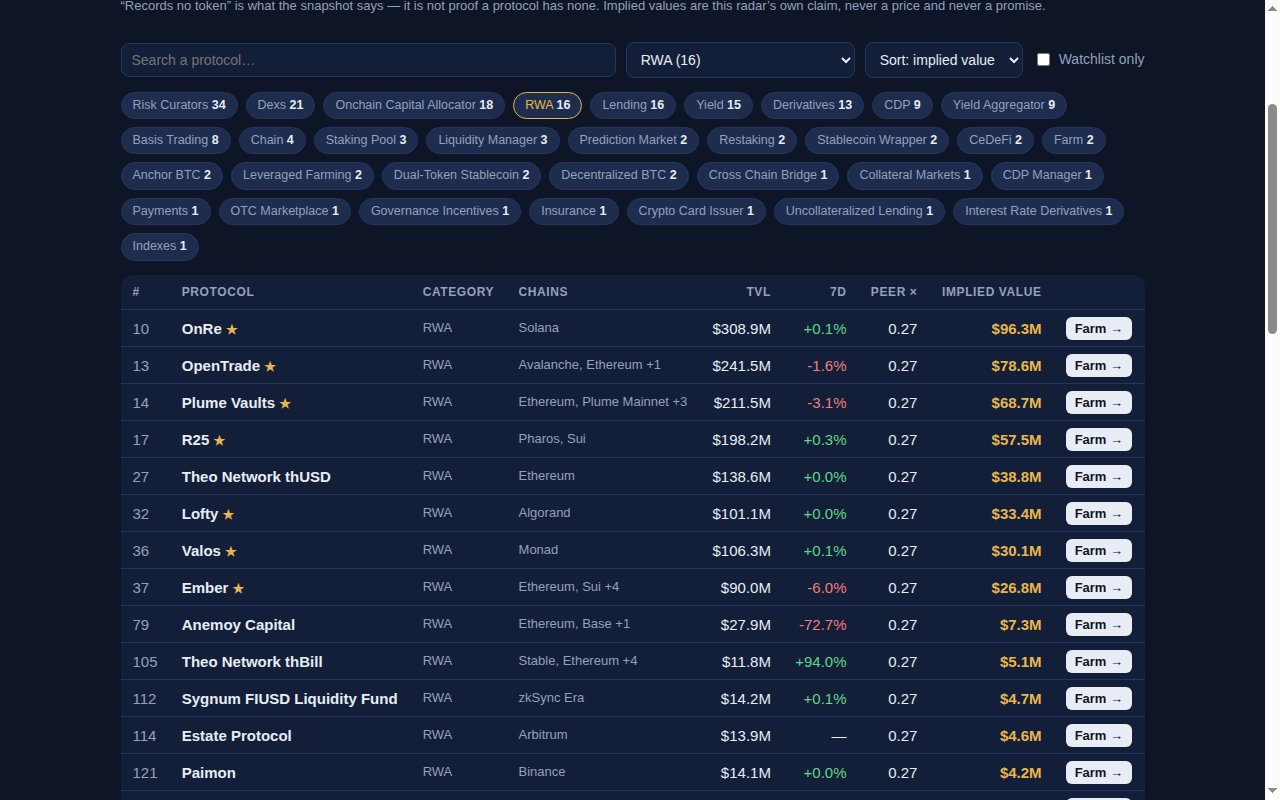 “Records no token” is what the snapshot says — it is not proof a protocol has none. Implied values are this radar’s own claim, never a price and never a promise.
Search a protocol… RWA (16) Sort: implied value Watchlist only
Risk Curators 34 Dexs 21 Onchain Capital Allocator 18 RWA 16 Lending 16 Yield 15 Derivatives 13 CDP 9 Yield Aggregator 9
Basis Trading 8 Chain 4 Staking Pool 3 Liquidity Manager 3 Prediction Market 2 Restaking 2 Stablecoin Wrapper 2 CeDeFi 2 Farm 2
Anchor BTC 2 Leveraged Farming 2 Dual-Token Stablecoin 2 Decentralized BTC 2 Cross Chain Bridge 1 Collateral Markets 1 CDP Manager 1
Payments 1 OTC Marketplace 1 Governance Incentives 1 Insurance 1 Crypto Card Issuer 1 Uncollateralized Lending 1 Interest Rate Derivatives 1
Indexes 1
# PROTOCOL CATEGORY CHAINS TVL 7D PEER × IMPLIED VALUE
10 OnRe ★ RWA Solana $308.9M +0.1% 0.27 $96.3M Farm →
13 OpenTrade ★ RWA Avalanche, Ethereum +1 $241.5M -1.6% 0.27 $78.6M Farm →
14 Plume Vaults ★ RWA Ethereum, Plume Mainnet +3 $211.5M -3.1% 0.27 $68.7M Farm →
17 R25 ★ RWA Pharos, Sui $198.2M +0.3% 0.27 $57.5M Farm →
27 Theo Network thUSD RWA Ethereum $138.6M +0.0% 0.27 $38.8M Farm →
32 Lofty ★ RWA Algorand $101.1M +0.0% 0.27 $33.4M Farm →
36 Valos ★ RWA Monad $106.3M +0.1% 0.27 $30.1M Farm →
37 Ember ★ RWA Ethereum, Sui +4 $90.0M -6.0% 0.27 $26.8M Farm →
79 Anemoy Capital RWA Ethereum, Base +1 $27.9M -72.7% 0.27 $7.3M Farm →
105 Theo Network thBill RWA Stable, Ethereum +4 $11.8M +94.0% 0.27 $5.1M Farm →
112 Sygnum FIUSD Liquidity Fund RWA zkSync Era $14.2M +0.1% 0.27 $4.7M Farm →
114 Estate Protocol RWA Arbitrum $13.9M — 0.27 $4.6M Farm →
121 Paimon RWA Binance $14.1M +0.0% 0.27 $4.2M Farm →